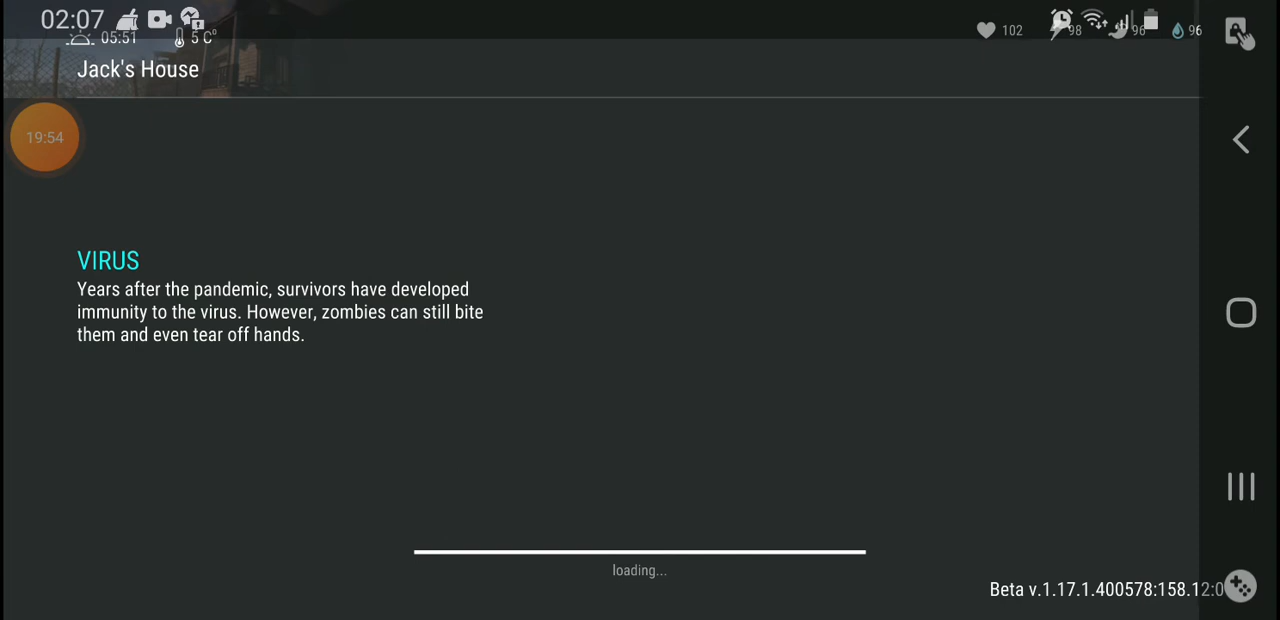 02:07
05:51 5 C°
102 98 96 96
Jack's House
19:54
VIRUS
Years after the pandemic, survivors have developed
immunity to the virus. However, zombies can still bite
them and even tear off hands.
loading...
Beta v.1.17.1.400578:158.12:0